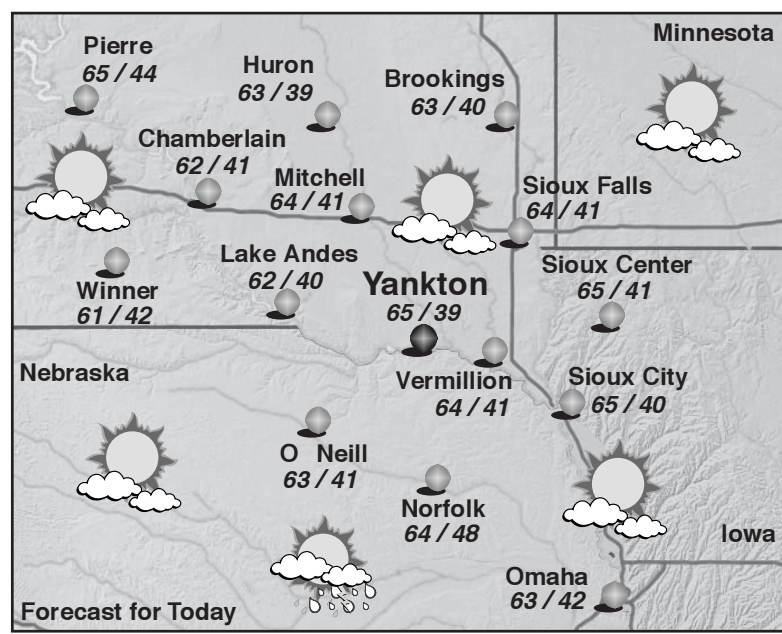 Minnesota
Pierre
65 / 44
Huron
63 / 39
Brookings
63 / 40
Chamberlain
62 / 41
Mitchell
64 / 41
Sioux Falls
64 / 41
Lake Andes
62 / 40
Yankton
65 / 39
Sioux Center
65 / 41
Winner
61 / 42
Nebraska
Vermillion
64 / 41
Sioux City
65 / 40
O Neill
63 / 41
Norfolk
64 / 48
Iowa
Omaha
63 / 42
Forecast for Today